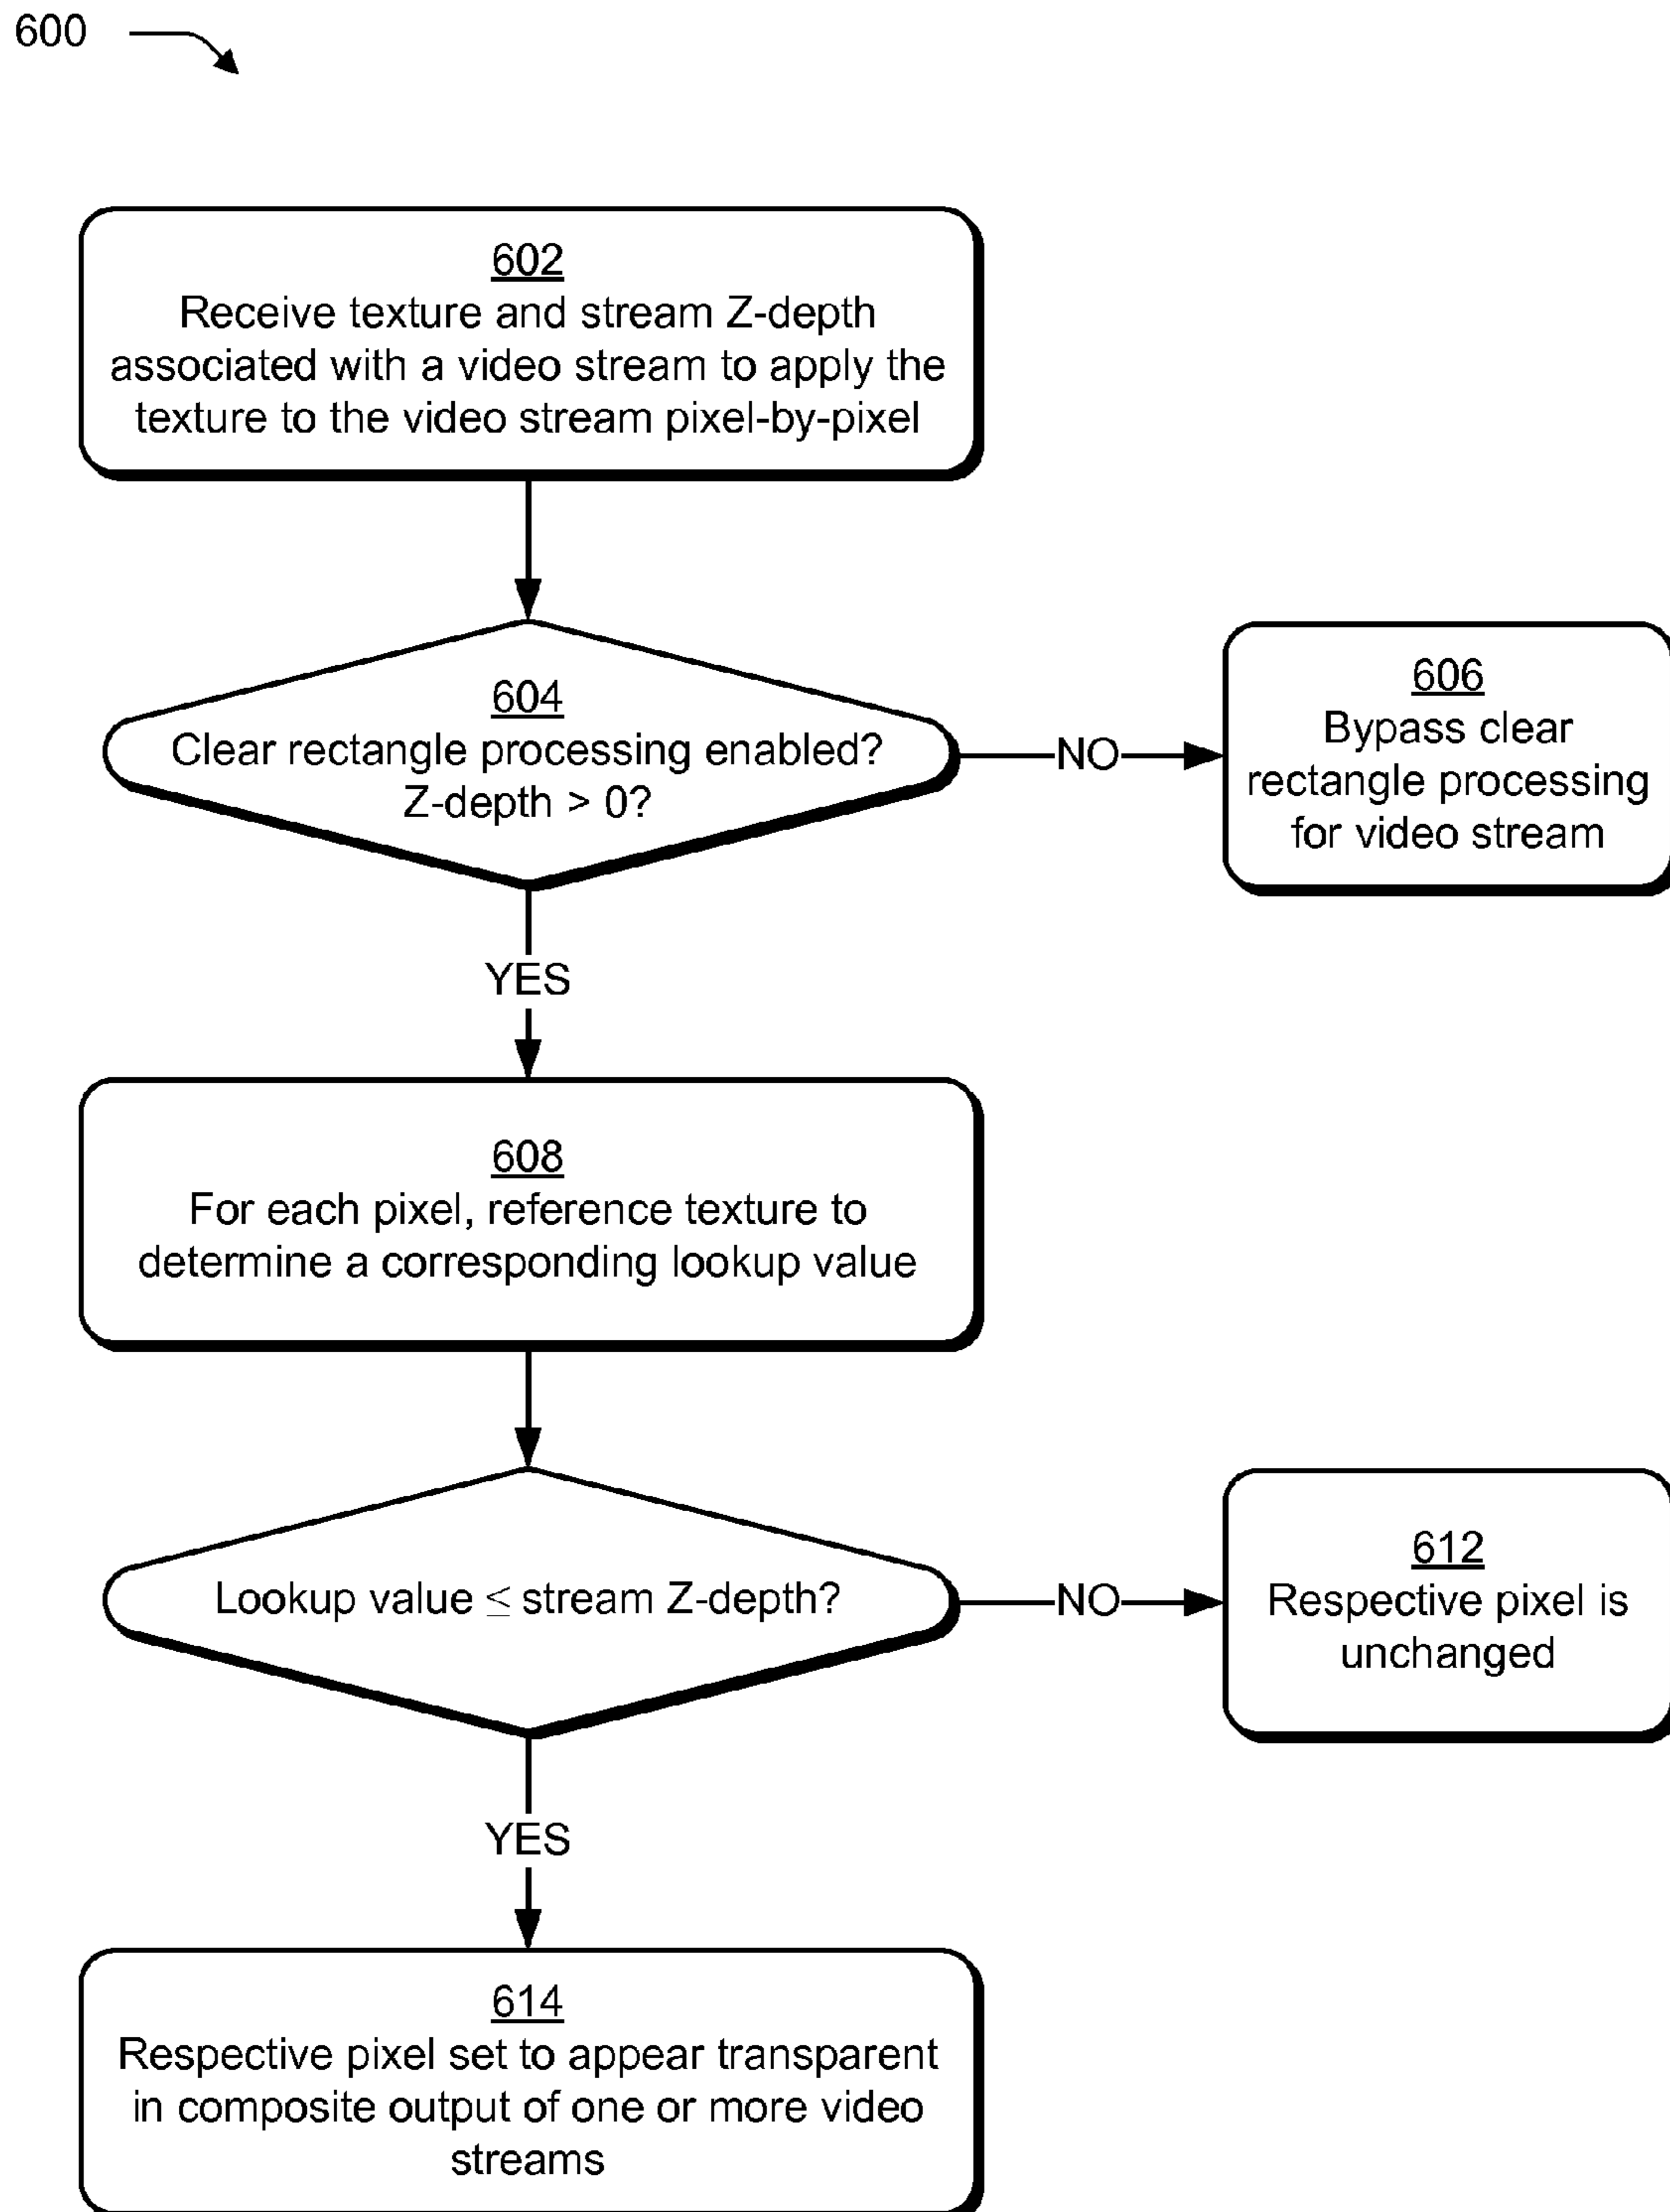 600
602
Receive texture and stream Z-depth
associated with a video stream to apply the
texture to the video stream pixel-by-pixel
604
Clear rectangle processing enabled?
Z-depth > 0?
NO
606
Bypass clear
rectangle processing
for video stream
YES
608
For each pixel, reference texture to
determine a corresponding lookup value
Lookup value ≤ stream Z-depth?
NO
612
Respective pixel is
unchanged
YES
614
Respective pixel set to appear transparent
in composite output of one or more video
streams